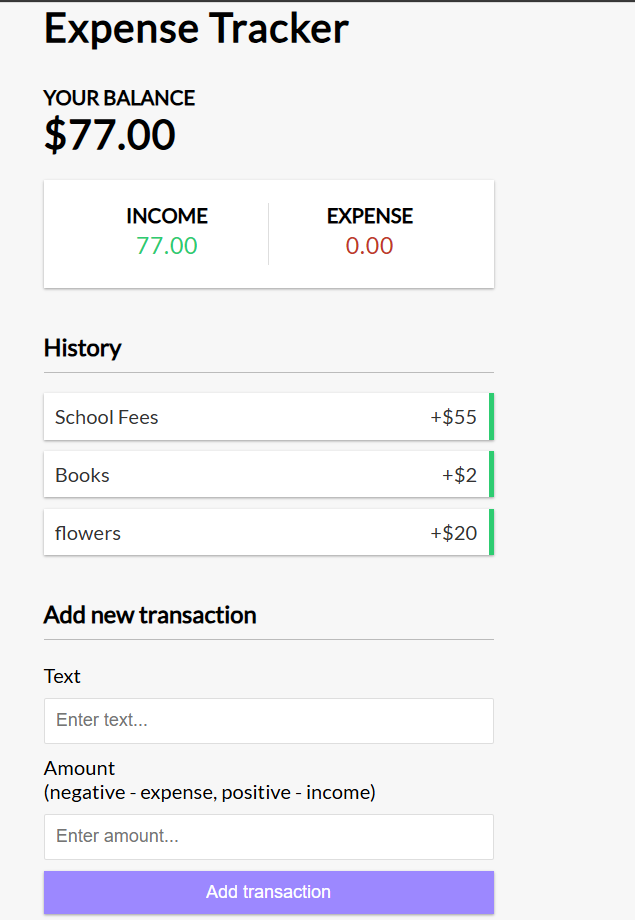 Expense Tracker
YOUR BALANCE
$77.00
INCOME EXPENSE
77.00 0.00
History
School Fees +$55
Books +$2
flowers +$20
Add new transaction
Text
Enter text...
Amount
(negative - expense, positive - income)
Enter amount...
Add transaction